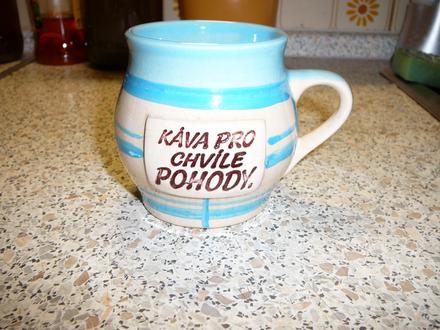 KÁVA PRO
CHVÍLE
POHODY.